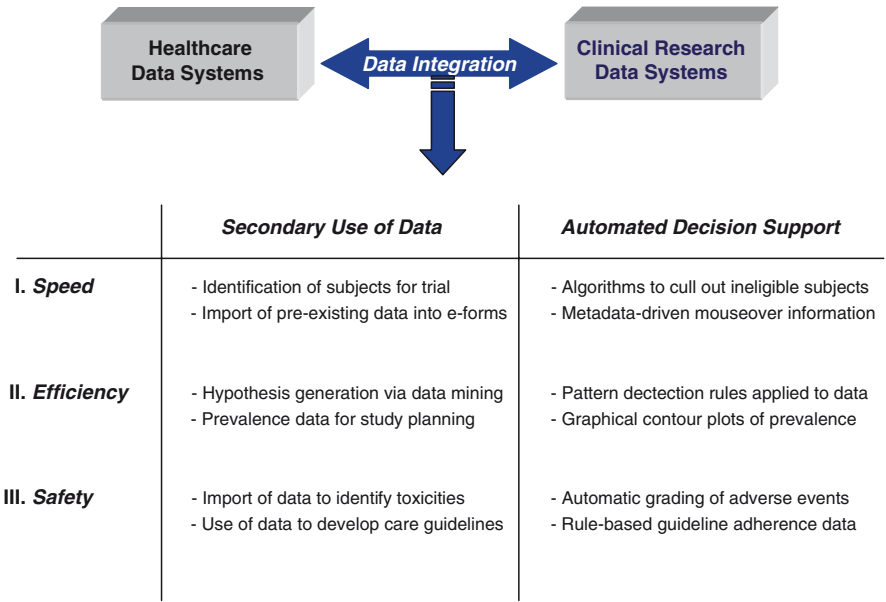 Healthcare
Data Systems
Data Integration
Clinical Research
Data Systems
Secondary Use of Data
Automated Decision Support
I. Speed
- Identification of subjects for trial
- Import of pre-existing data into e-forms
- Algorithms to cull out ineligible subjects
- Metadata-driven mouseover information
II. Efficiency
- Hypothesis generation via data mining
- Prevalence data for study planning
- Pattern dectection rules applied to data
- Graphical contour plots of prevalence
III. Safety
- Import of data to identify toxicities
- Use of data to develop care guidelines
- Automatic grading of adverse events
- Rule-based guideline adherence data